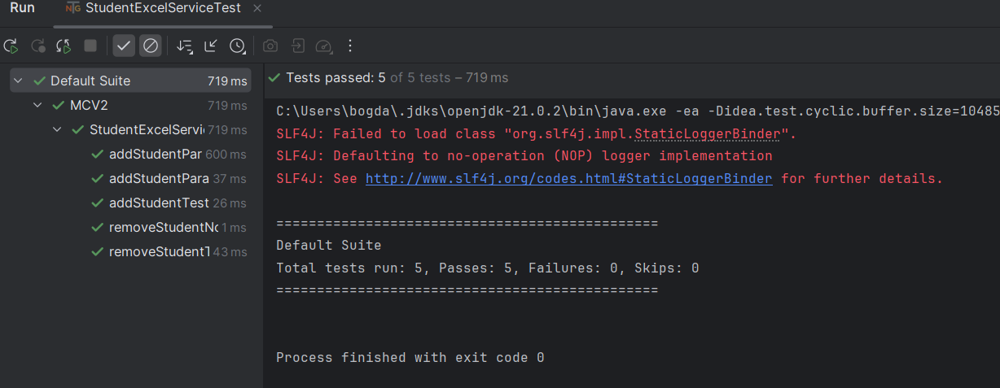 Run StudentExcelServiceTest
Default Suite 719 ms
MCV2 719 ms
StudentExcelServi 719 ms
addStudentPar 600 ms
addStudentPara 37 ms
addStudentTest 26 ms
removeStudentNo 1 ms
removeStudentT 43 ms
Tests passed: 5 of 5 tests – 719 ms
C:\Users\bogda\.jdks\openjdk-21.0.2\bin\java.exe -ea -Didea.test.cyclic.buffer.size=10485
SLF4J: Failed to load class "org.slf4j.impl.StaticLoggerBinder".
SLF4J: Defaulting to no-operation (NOP) logger implementation
SLF4J: See http://www.slf4j.org/codes.html#StaticLoggerBinder for further details.
===============================================
Default Suite
Total tests run: 5, Passes: 5, Failures: 0, Skips: 0
===============================================
Process finished with exit code 0